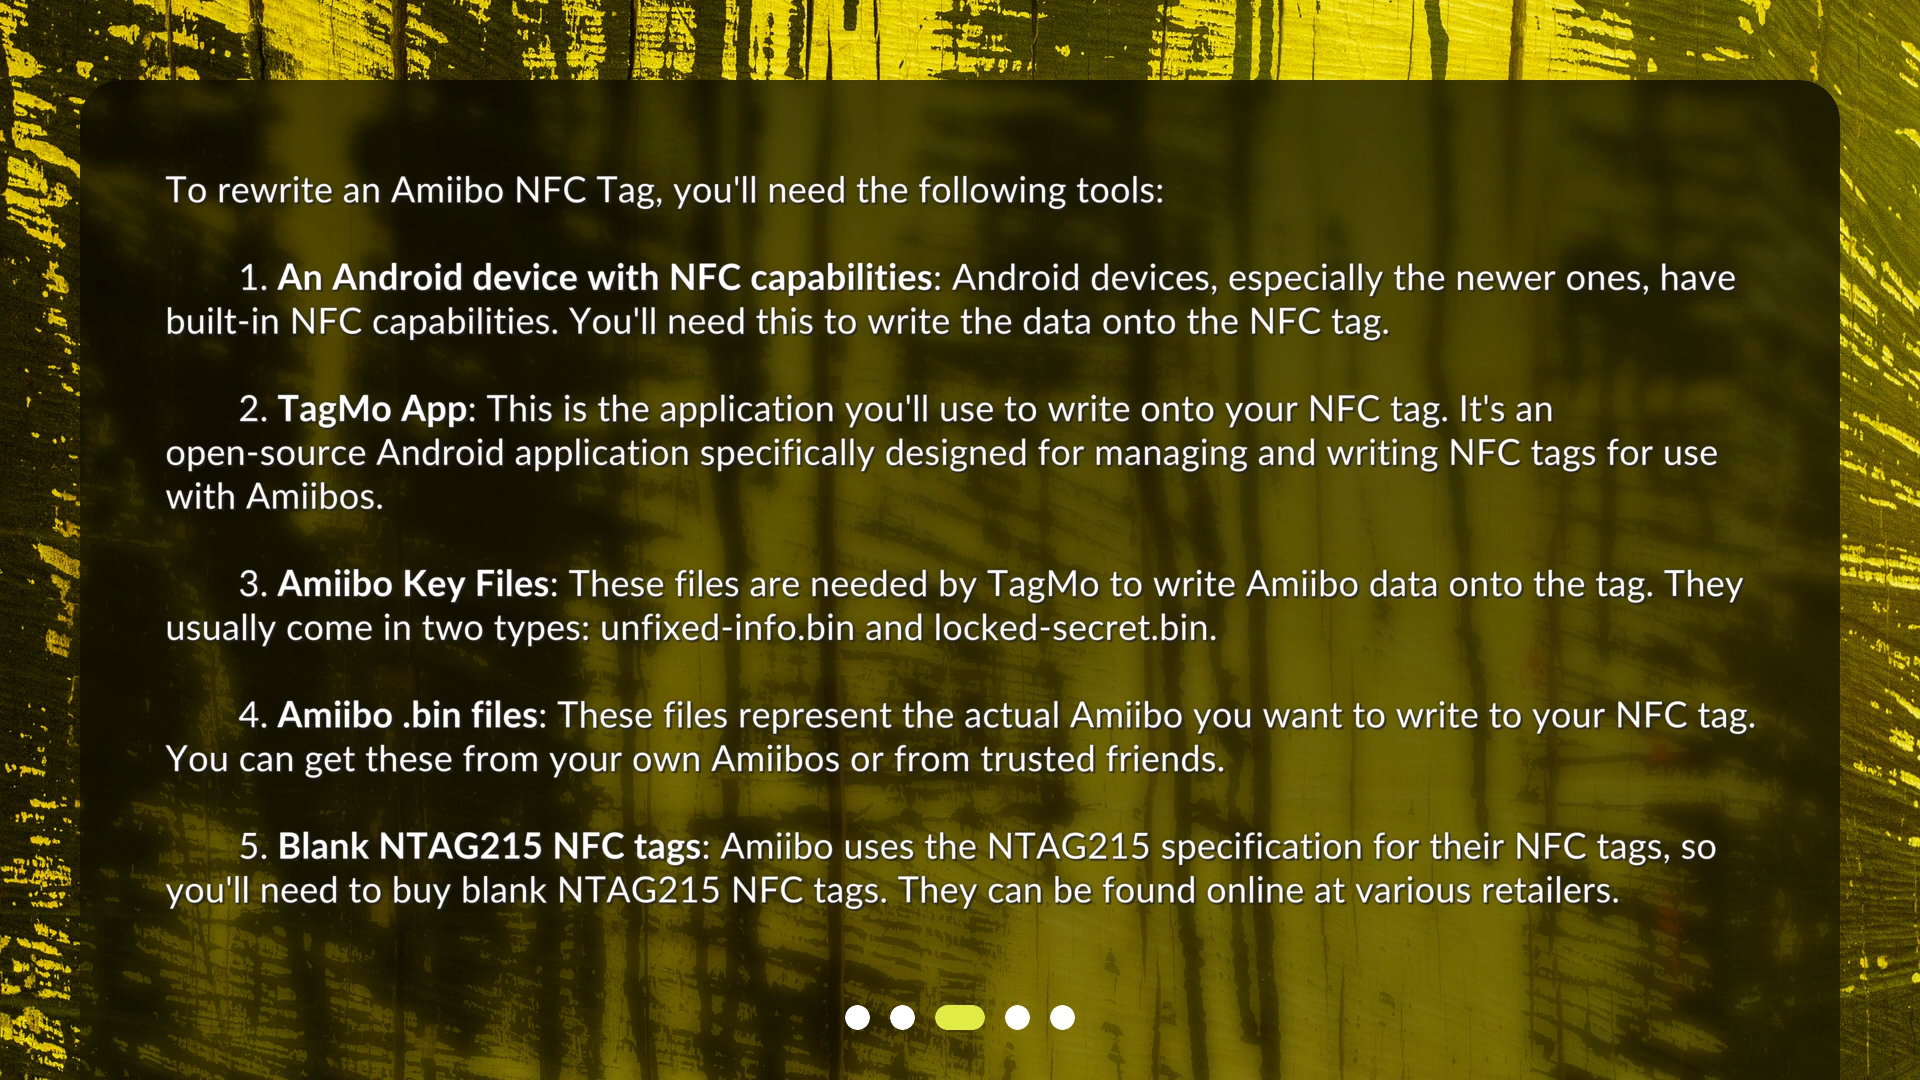 To rewrite an Amiibo NFC Tag, you'll need the following tools:
1. An Android device with NFC capabilities: Android devices, especially the newer ones, have
built-in NFC capabilities. You'll need this to write the data onto the NFC tag.
2. TagMo App: This is the application you'll use to write onto your NFC tag. It's an
open-source Android application specifically designed for managing and writing NFC tags for use
with Amiibos.
3. Amiibo Key Files: These files are needed by TagMo to write Amiibo data onto the tag. They
usually come in two types: unfixed-info.bin and locked-secret.bin.
4. Amiibo .bin files: These files represent the actual Amiibo you want to write to your NFC tag.
You can get these from your own Amiibos or from trusted friends.
5. Blank NTAG215 NFC tags: Amiibo uses the NTAG215 specification for their NFC tags, so
you'll need to buy blank NTAG215 NFC tags. They can be found online at various retailers.